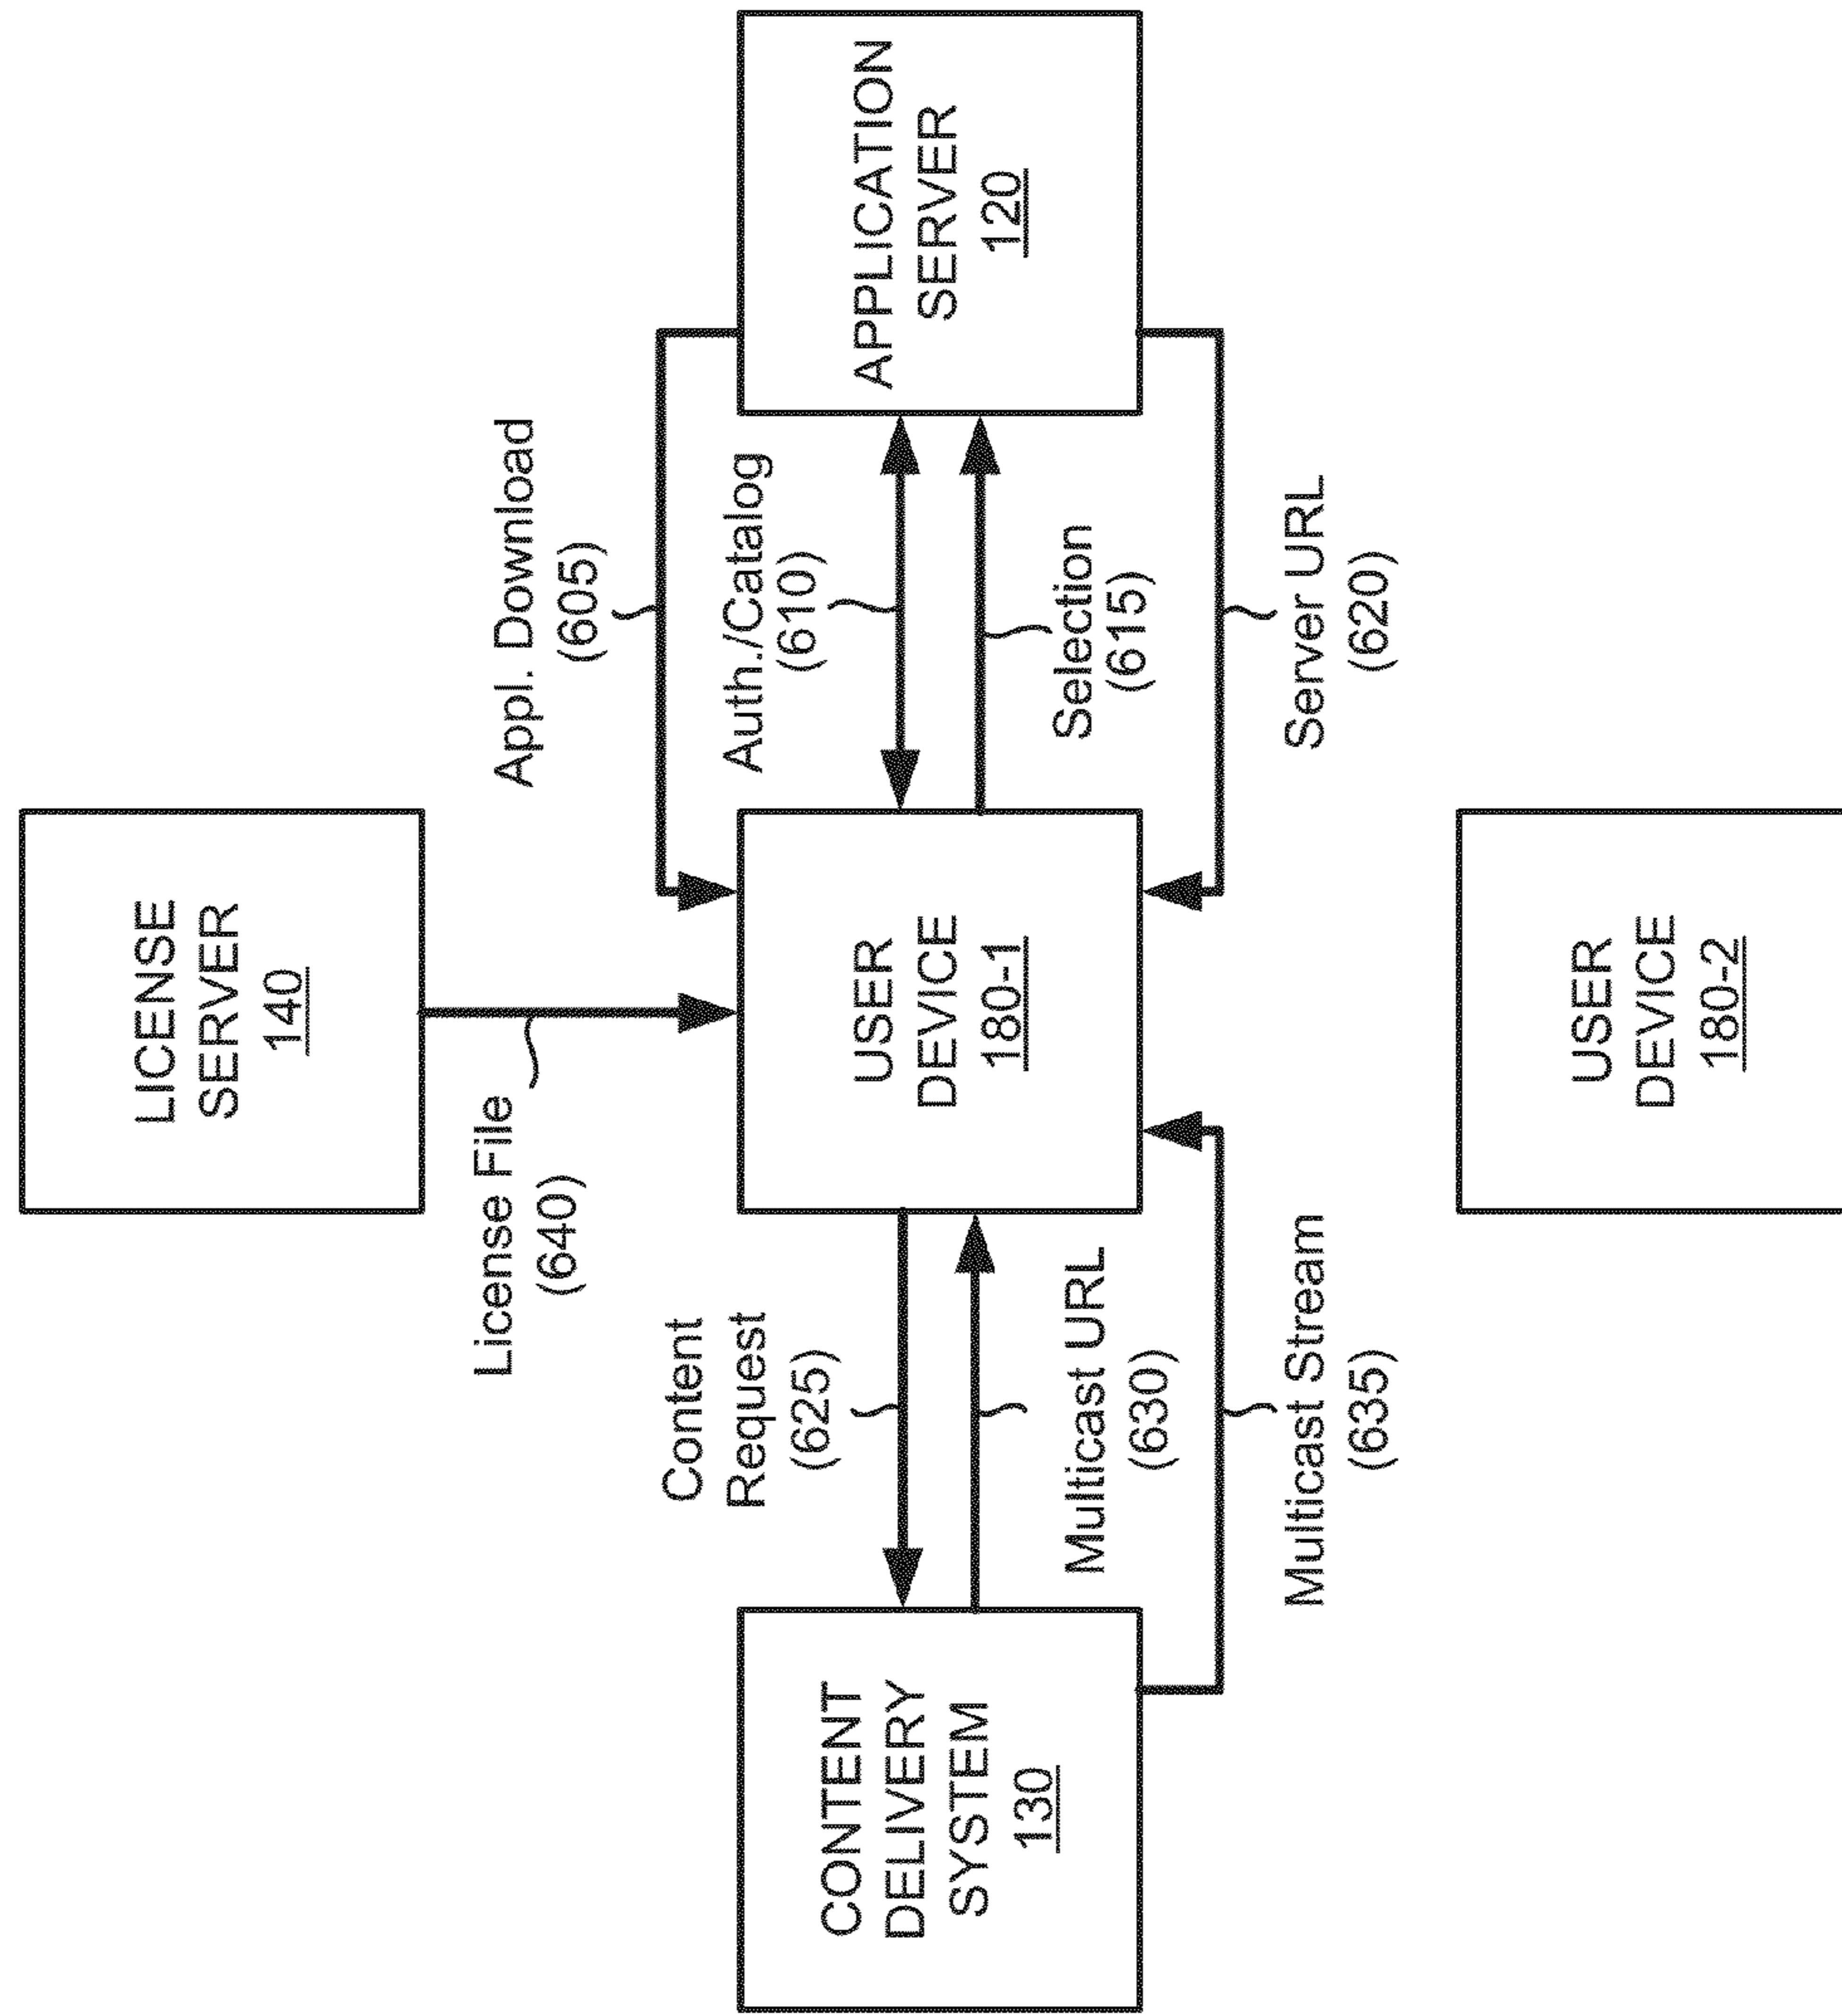 LICENSE
SERVER
140
License File
(640)
Appl. Download
(605)
Content
Request
(625)
Auth./Catalog
(610)
CONTENT
DELIVERY
SYSTEM
130
USER
DEVICE
180-1
APPLICATION
SERVER
120
Multicast URL
(630)
Selection
(615)
Multicast Stream
(635)
Server URL
(620)
USER
DEVICE
180-2